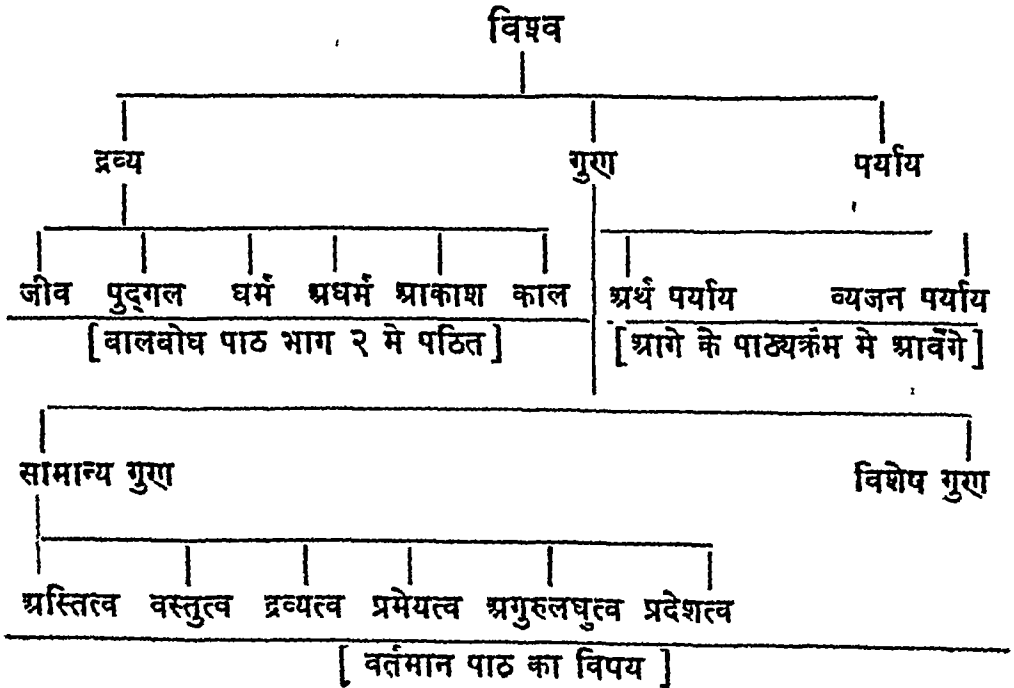 विश्व
द्रव्य गुण पर्याय
जीव पुद्गल धर्म अधर्म आकाश काल अर्थ पर्याय व्यजन पर्याय
[बालबोध पाठ भाग २ मे पठित] [आगे के पाठ्यक्रम मे आवेंगे]
सामान्य गुण विशेष गुण
अस्तित्व वस्तुत्व द्रव्यत्व प्रमेयत्व अगुरुलघुत्व प्रदेशत्व
[ वर्तमान पाठ का विषय ]